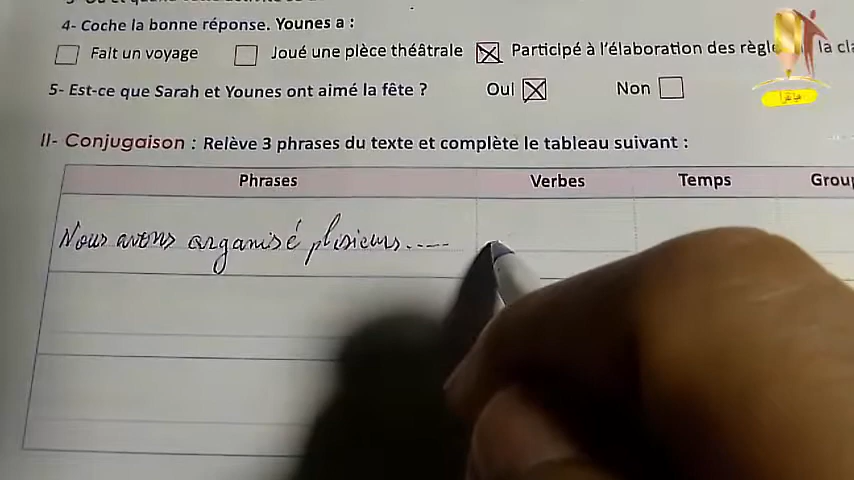 4- Coche la bonne réponse. Younes a :
Fait un voyage Joué une pièce théâtrale Participé à l'élaboration des règle la cla
5- Est-ce que Sarah et Younes ont aimé la fête ? Oui Non
II- Conjugaison : Relève 3 phrases du texte et complète le tableau suivant :
Phrases Verbes Temps Group
Nous avons organisé plusieurs.----